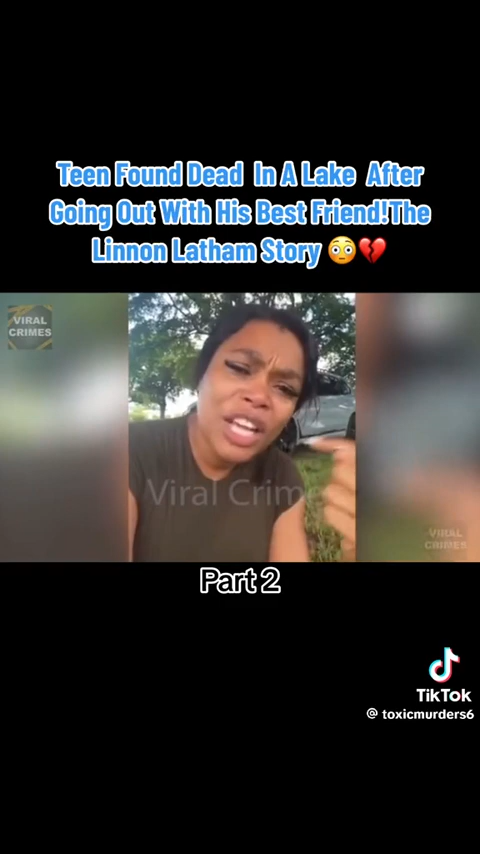 Teen Found Dead In A Lake After
Going Out With His Best Friend!The
Linnon Latham Story 😳💔
VIRAL
CRIMES
Viral Crime
VIRAL
CRIMES
Part 2
TikTok
@ toxicmurders6